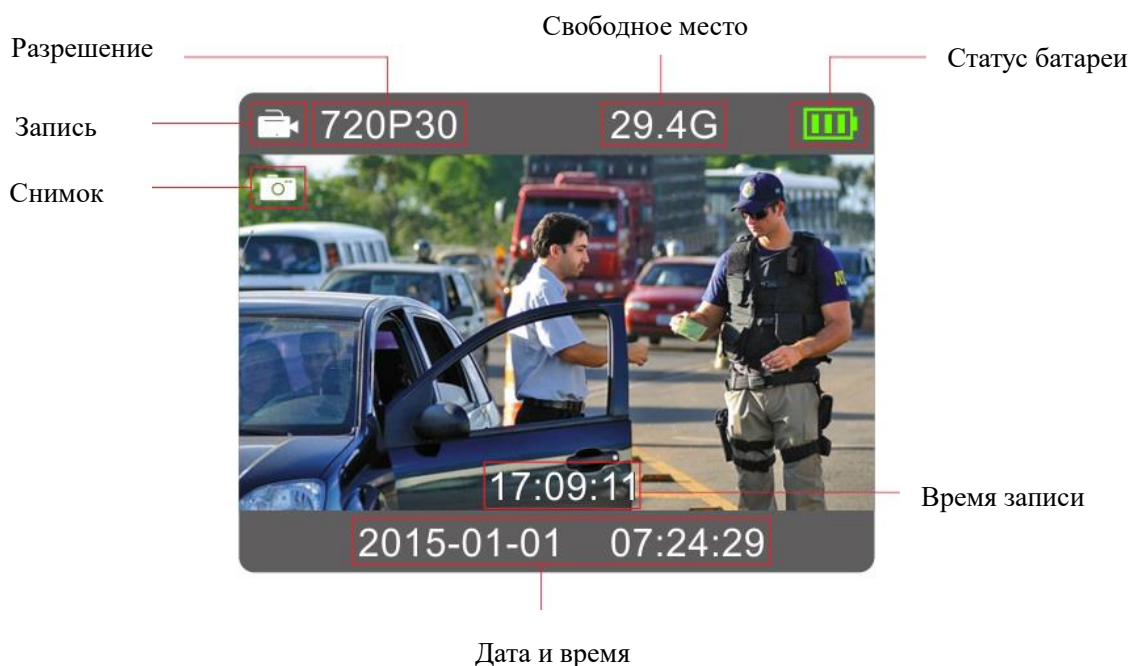 Свободное место
Разрешение
Статус батареи
Запись
720P30
29.4G
Снимок
17:09:11
Время записи
2015-01-01 07:24:29
Дата и время